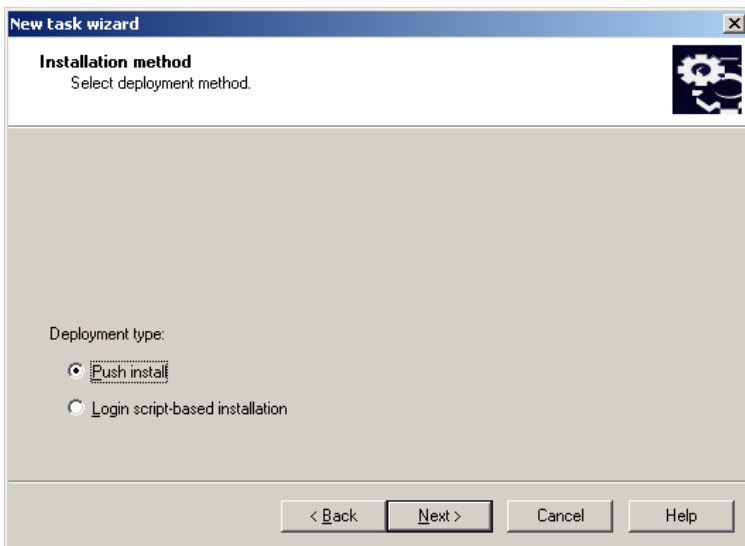 New task wizard
Installation method
Select deployment method.
Deployment type:
Push install
Login script-based installation
< Back
Next >
Cancel
Help